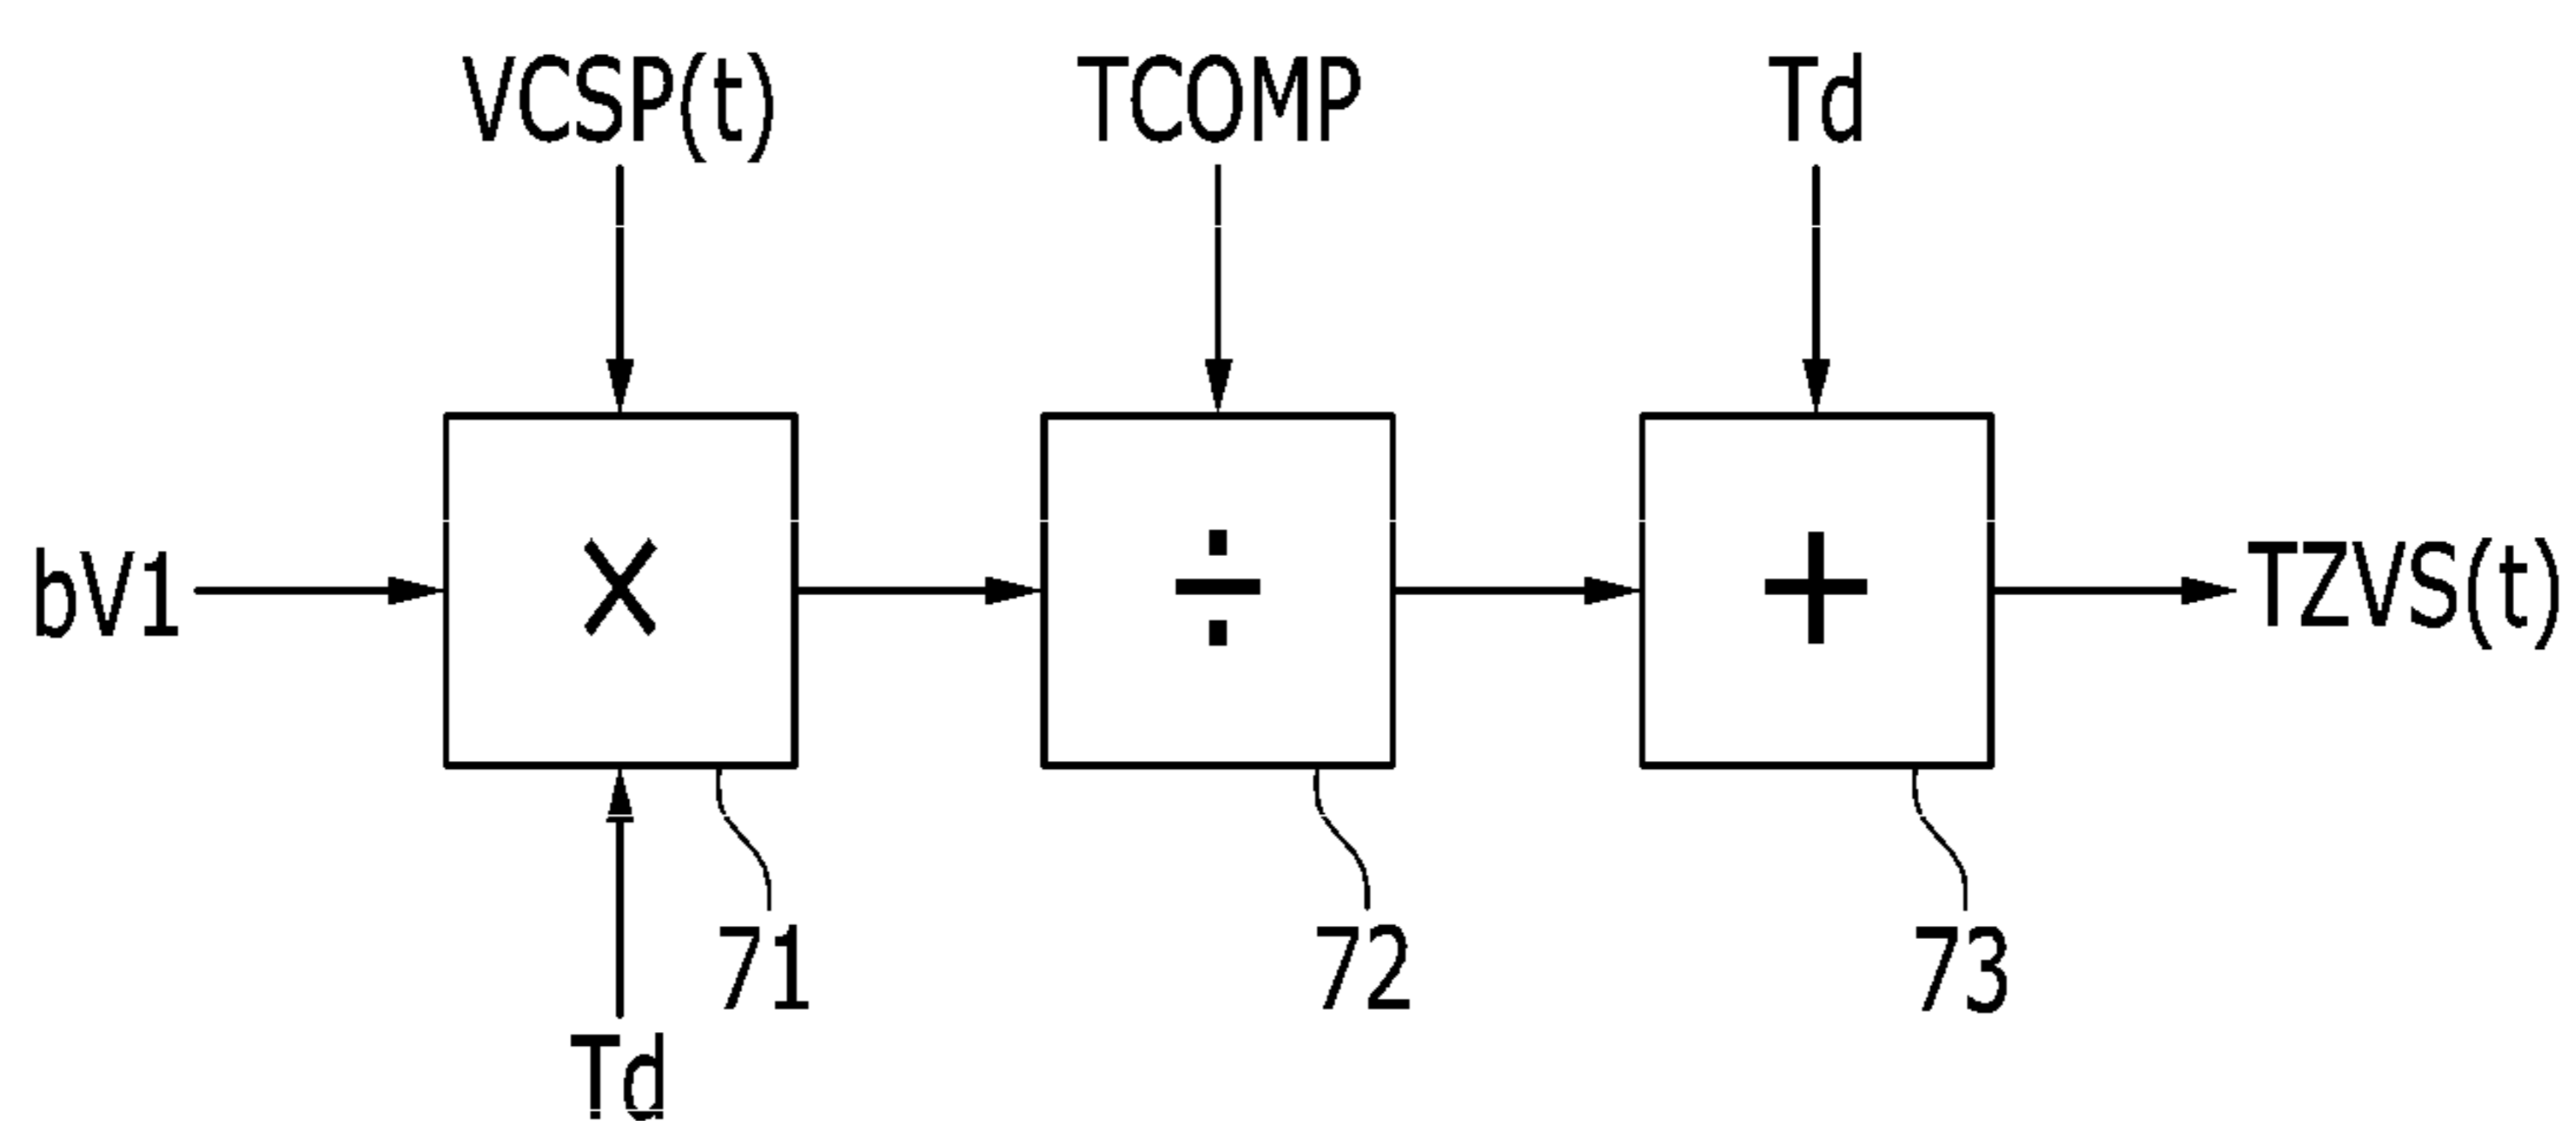 VCSP(t) TCOMP Td
bV1 × ÷ + TZVS(t)
71 72 73
Td